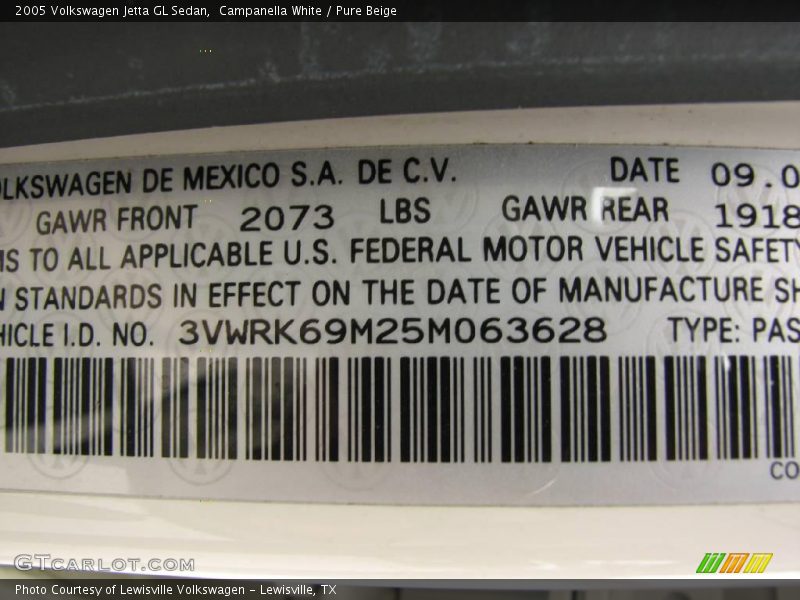 2005 Volkswagen Jetta GL Sedan, Campanella White / Pure Beige
OLKSWAGEN DE MEXICO S.A. DE C.V. DATE 09.0
GAWR FRONT 2073 LBS GAWR REAR 1918
MS TO ALL APPLICABLE U.S. FEDERAL MOTOR VEHICLE SAFETY
N STANDARDS IN EFFECT ON THE DATE OF MANUFACTURE SH
HICLE I.D. NO. 3VWRK69M25M063628 TYPE: PAS
CO
GTCARLOT.COM
Photo Courtesy of Lewisville Volkswagen - Lewisville, TX